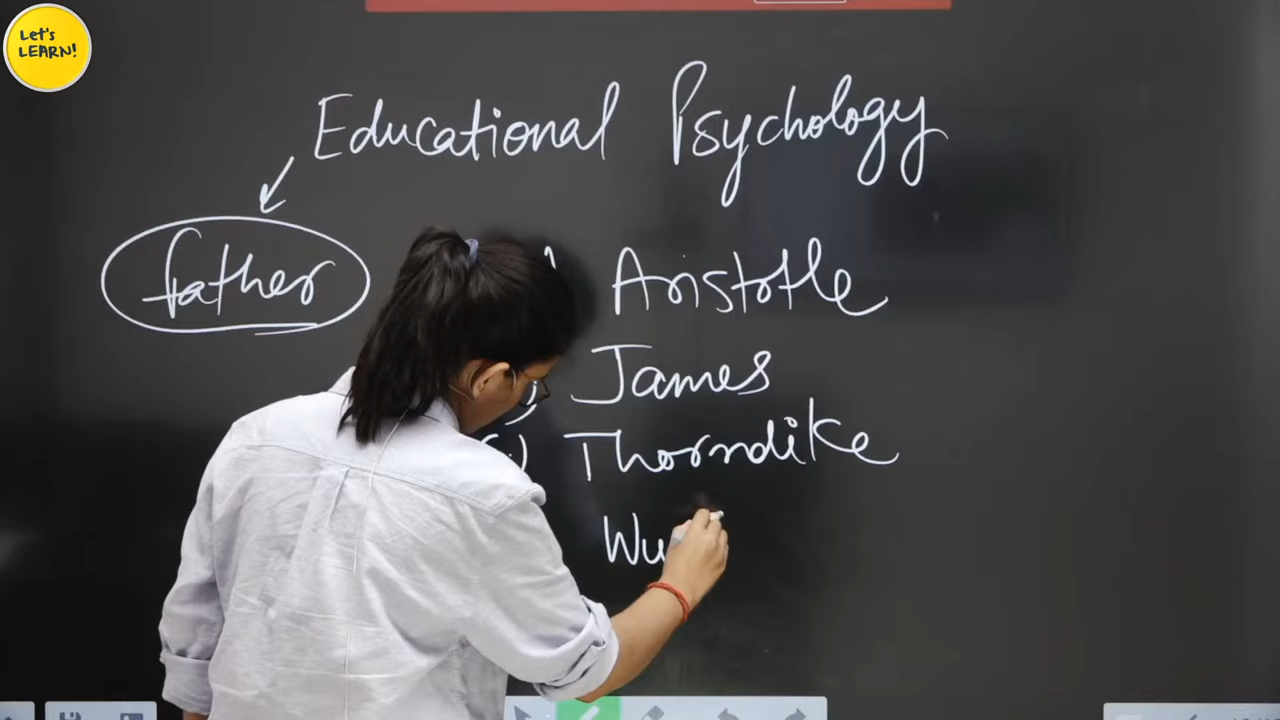 Let's
LEARN!
Educational Psychology
father
Aristotle
James
Thorndike
Wu